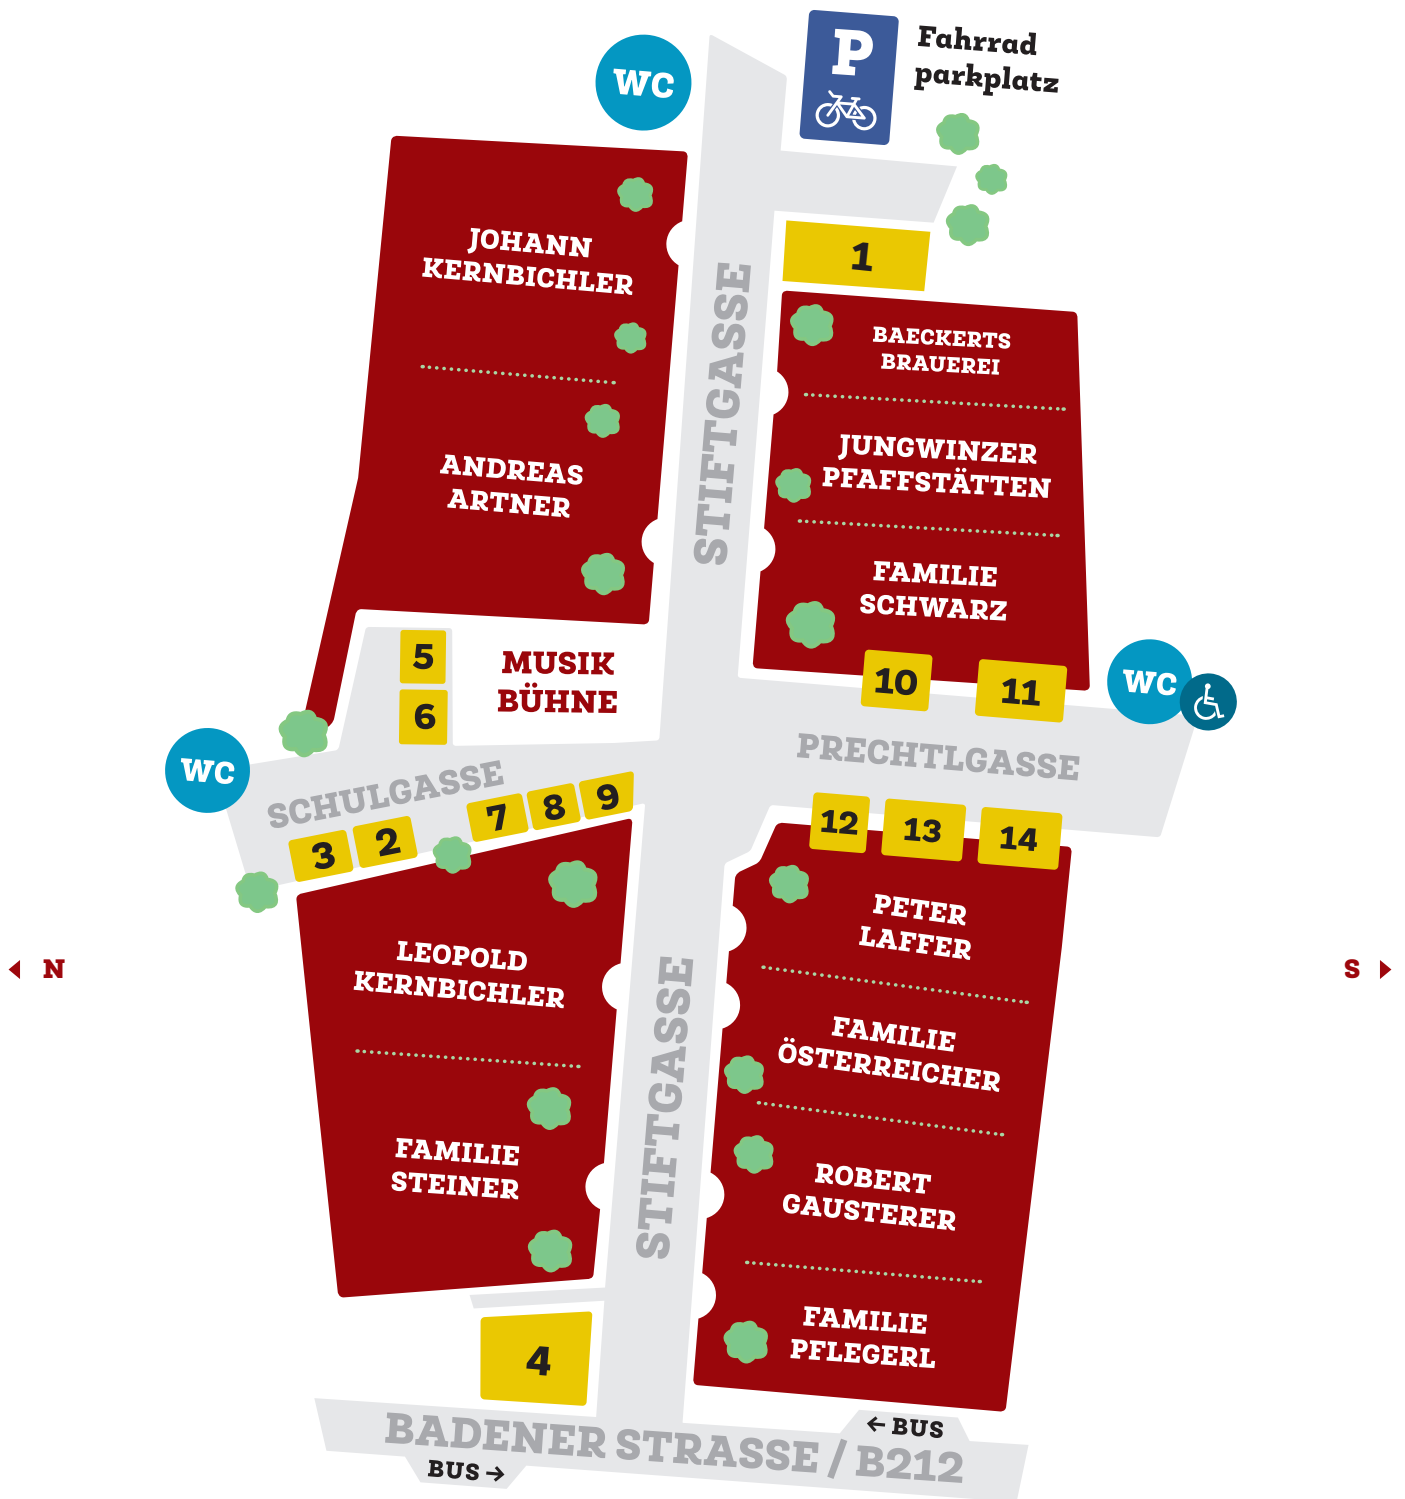 WC
P
Fahrrad
parkplatz
JOHANN
KERNBICHLER
1
STIFTGASSE
BAECKERTS
BRAUEREI
JUNGWINZER
PFAFFSTÄTTEN
ANDREAS
ARTNER
FAMILIE
SCHWARZ
5
6
MUSIK
BÜHNE
10
11
WC
WC
SCHULGASSE
PRECHTLGASSE
3
2
7
8
9
12
13
14
PETER
LAFFER
LEOPOLD
KERNBICHLER
N
S
STIFTGASSE
FAMILIE
ÖSTERREICHER
FAMILIE
STEINER
ROBERT
GAUSTERER
FAMILIE
PFLEGERL
4
← BUS
BADENER STRASSE / B212
BUS →